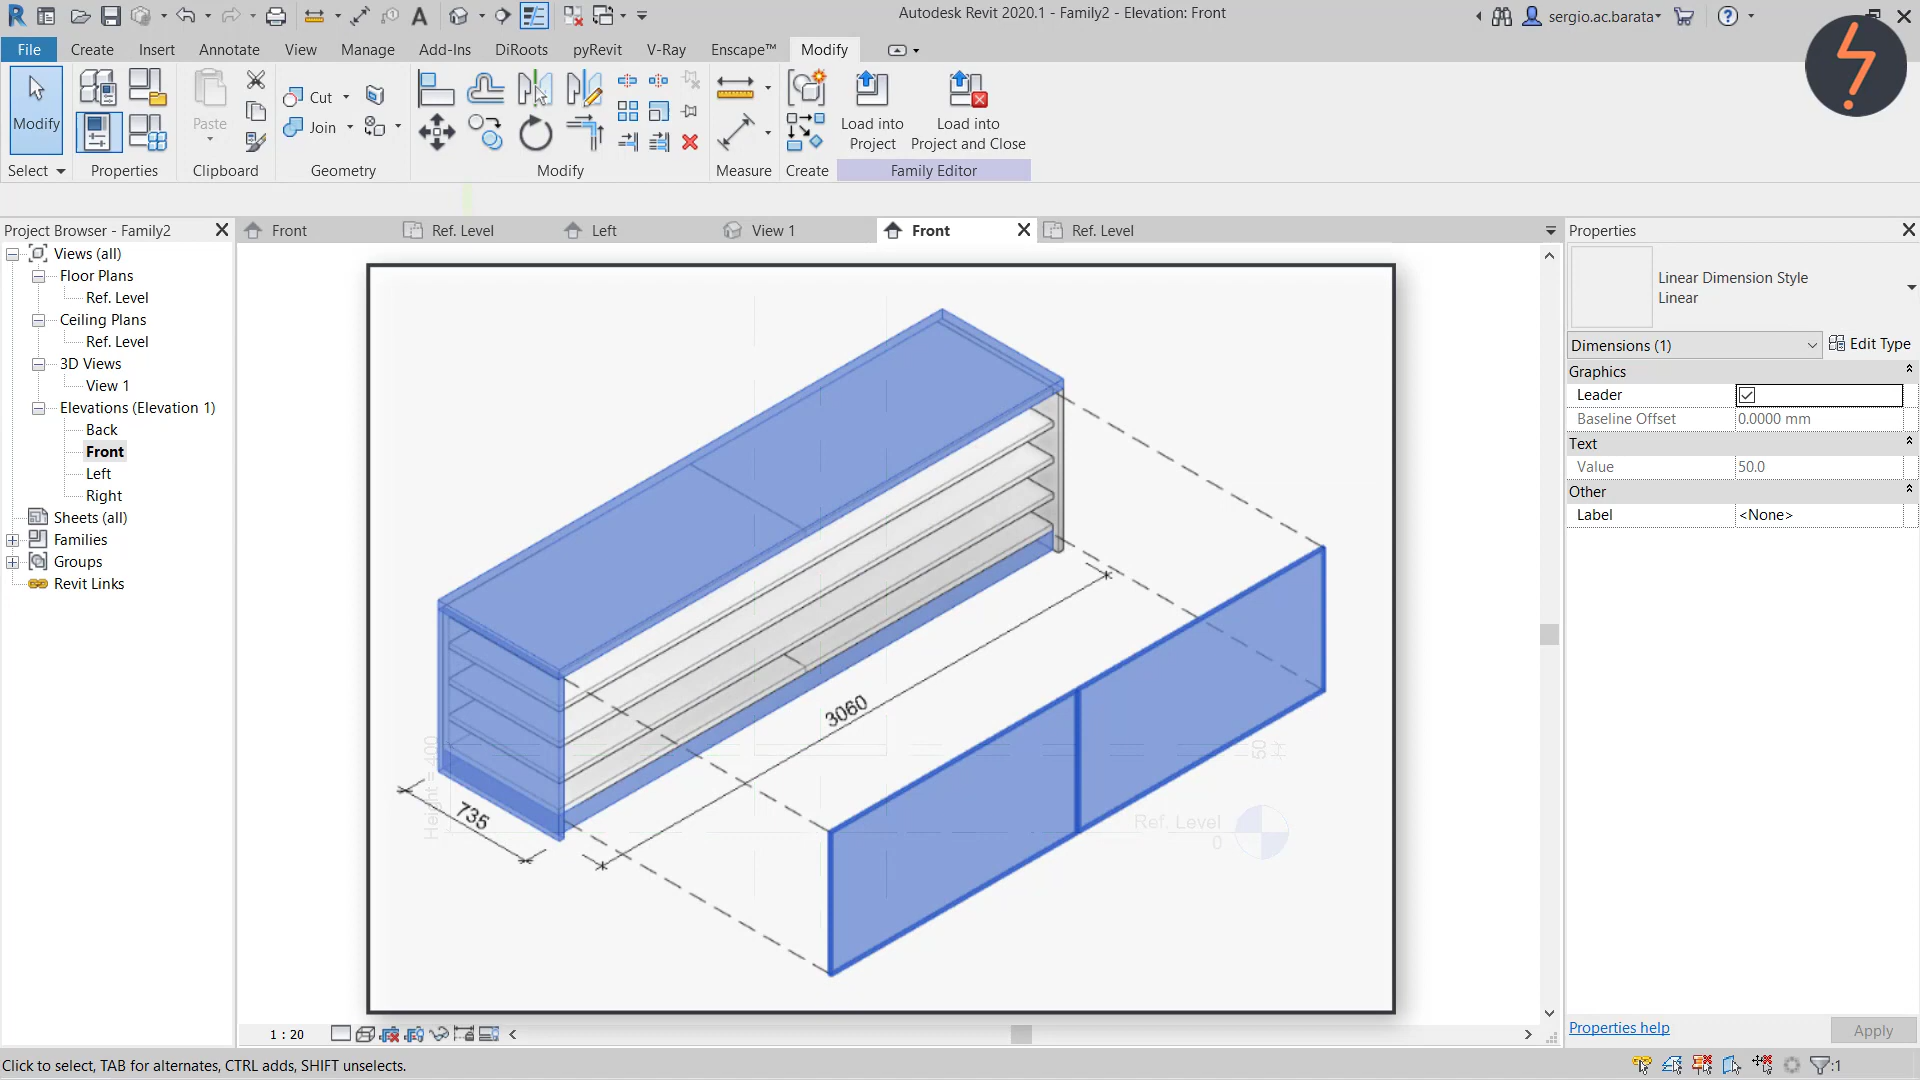 Autodesk Revit 2020.1 - Family2 - Elevation: Front
sergio.ac.barata
File
Create
Insert
Annotate
View
Manage
Add-Ins
DiRoots
pyRevit
V-Ray
Enscape™
Modify
Modify
Paste
Cut
Join
Load into
Project
Load into
Project and Close
Select
Properties
Clipboard
Geometry
Modify
Measure
Create
Family Editor
Project Browser - Family2
Front
Ref. Level
Left
View 1
Front
Ref. Level
Properties
Views (all)
Floor Plans
Ref. Level
Ceiling Plans
Ref. Level
3D Views
View 1
Elevations (Elevation 1)
Back
Front
Left
Right
Sheets (all)
Families
Groups
Revit Links
3060
735
Height = 400
50
Ref. Level
0
Linear Dimension Style
Linear
Dimensions (1)
Edit Type
Graphics
Leader
Baseline Offset
0.0000 mm
Text
Value
50.0
Other
Label
<None>
Properties help
Apply
1 : 20
Click to select, TAB for alternates, CTRL adds, SHIFT unselects.
:1